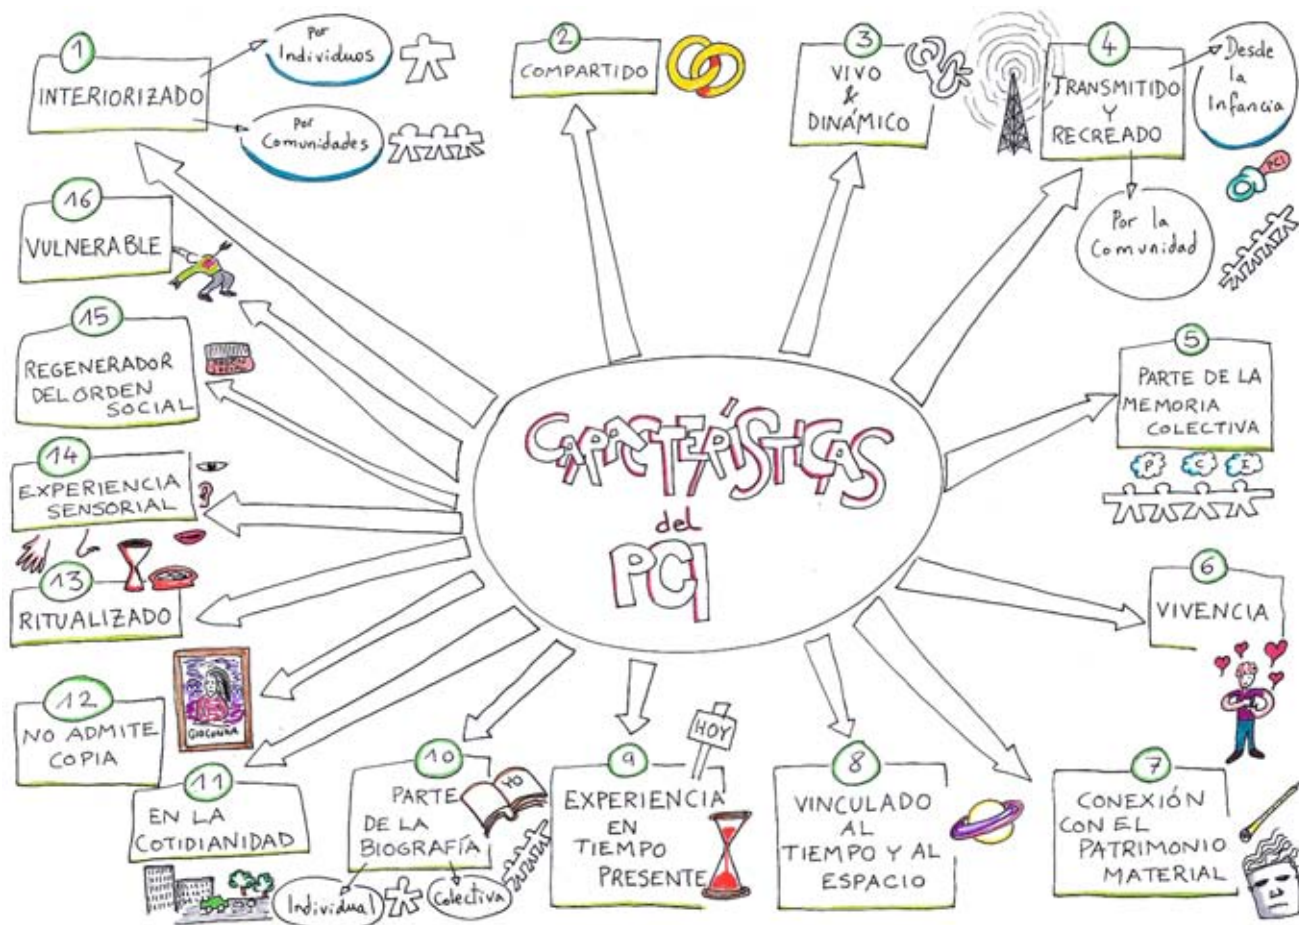 CARACTERÍSTICAS
del
PCI
1
INTERIORIZADO
Por
Individuos
Por
Comunidades
2
COMPARTIDO
3
VIVO
&
DINÁMICO
4
TRANSMITIDO
Y
RECREADO
Desde
la
Infancia
PCI
Por la
Comunidad
5
PARTE DE LA
MEMORIA
COLECTIVA
P C I
6
VIVENCIA
7
CONEXIÓN
CON EL
PATRIMONIO
MATERIAL
8
VINCULADO
AL
TIEMPO Y AL
ESPACIO
9
HOY
EXPERIENCIA
EN
TIEMPO
PRESENTE
10
PARTE
DE LA
BIOGRAFÍA
YO
Individual
Colectiva
11
EN LA
COTIDIANIDAD
12
NO ADMITE
COPIA
13
RITUALIZADO
14
EXPERIENCIA
SENSORIAL
15
REGENERADOR
DEL ORDEN
SOCIAL
16
VULNERABLE